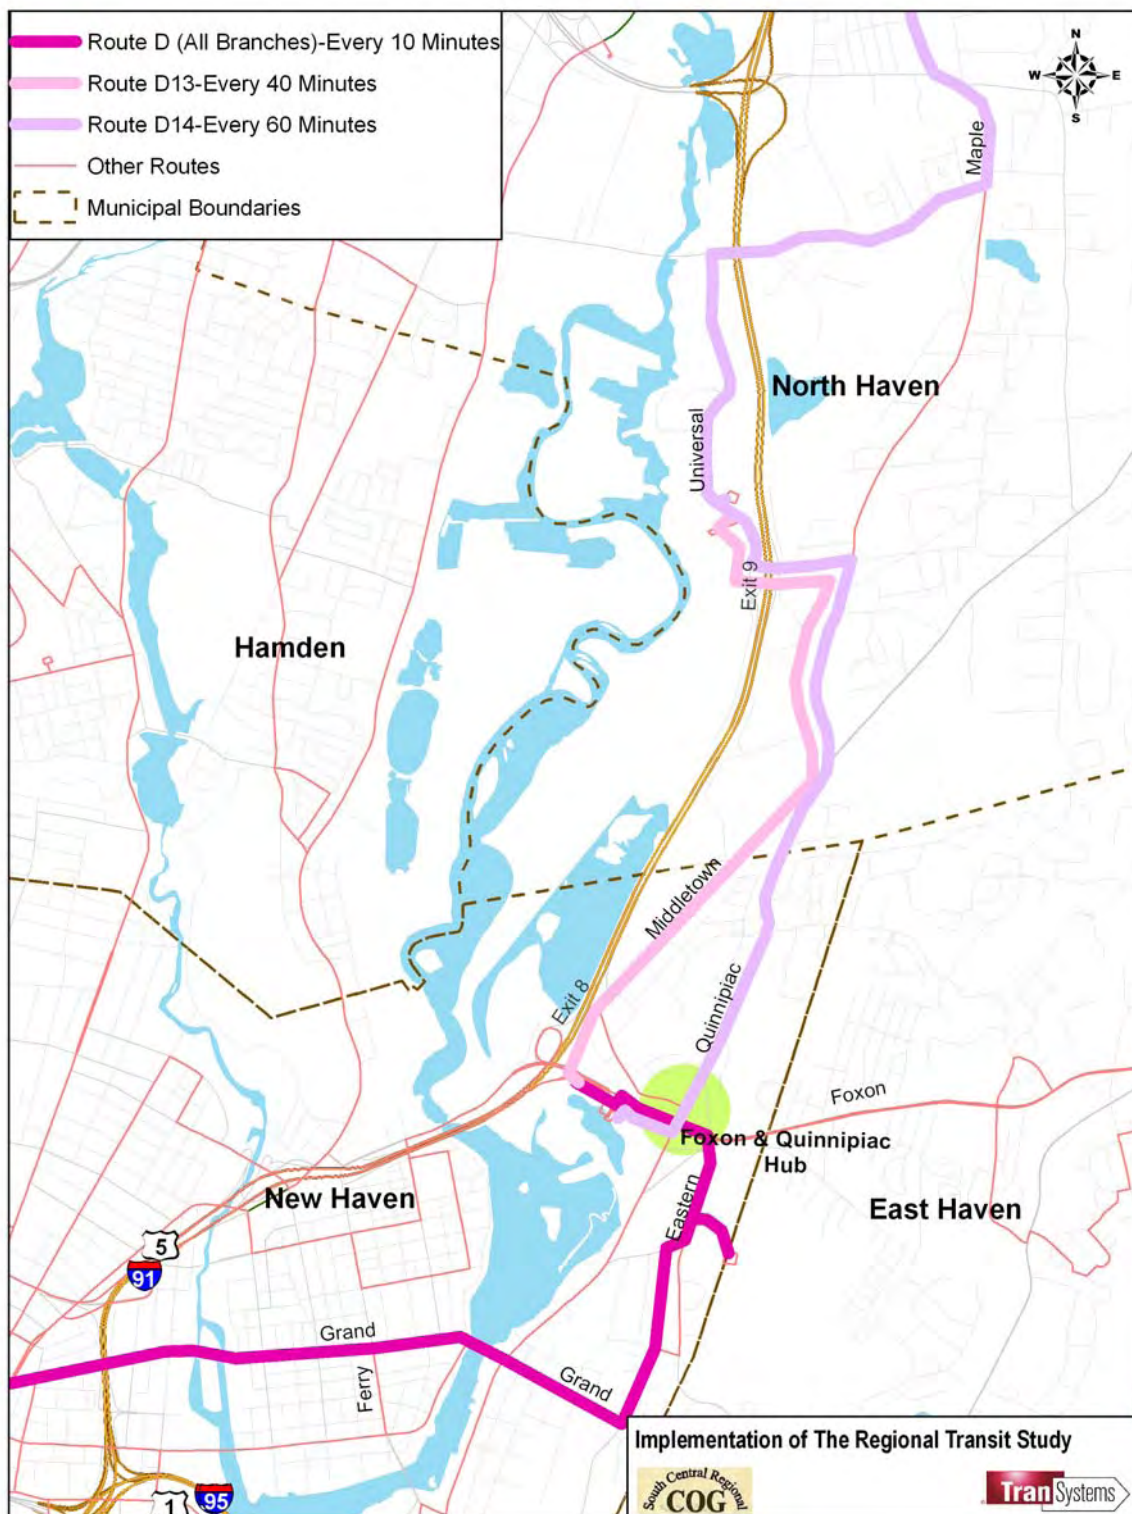 Route D (All Branches)-Every 10 Minutes
Route D13-Every 40 Minutes
Route D14-Every 60 Minutes
Other Routes
Municipal Boundaries
N
W E
S
Maple
North Haven
Universal
Exit 9
Hamden
Middletown
Exit 8
Quinnipiac
Foxon
Foxon & Quinnipiac
Hub
New Haven
East Haven
Eastern
5
91
Grand
Ferry
Grand
1
95
Implementation of The Regional Transit Study
South Central Regional
COG
TranSystems